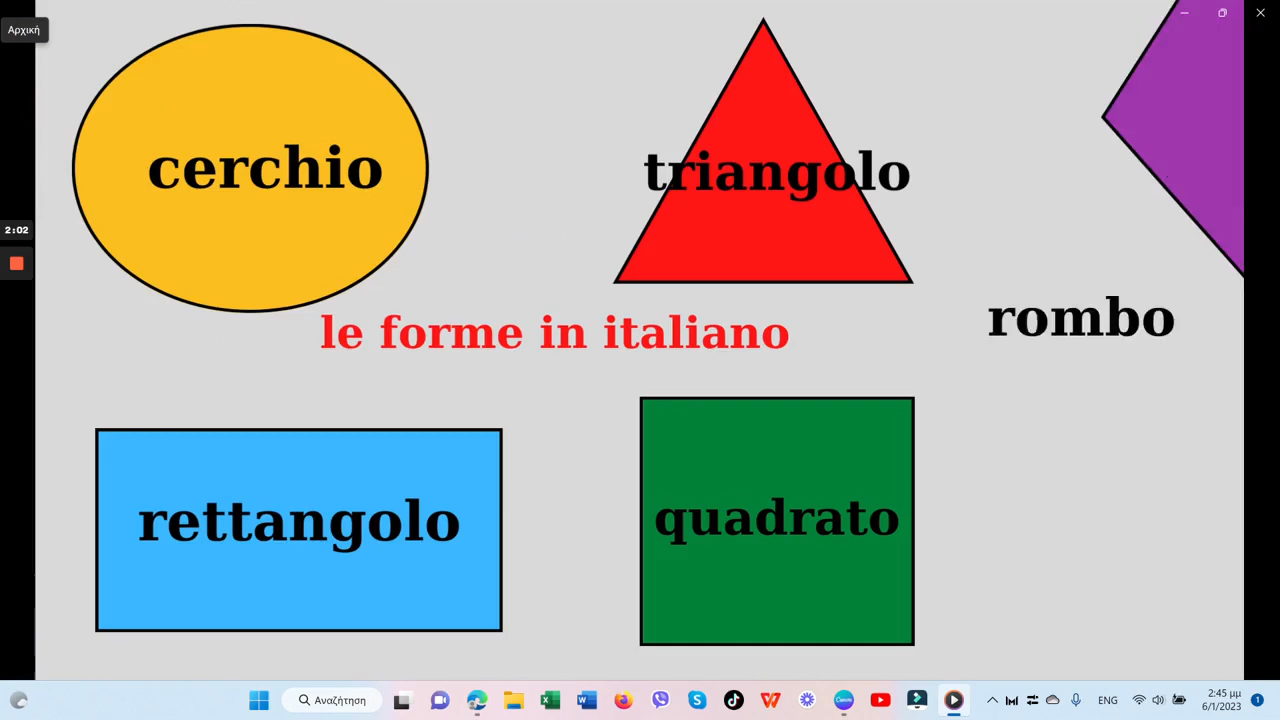 Αρχική
cerchio
triangolo
2:02
le forme in italiano
rombo
rettangolo
quadrato
Αναζήτηση
ENG
2:45 μμ
6/1/2023
1